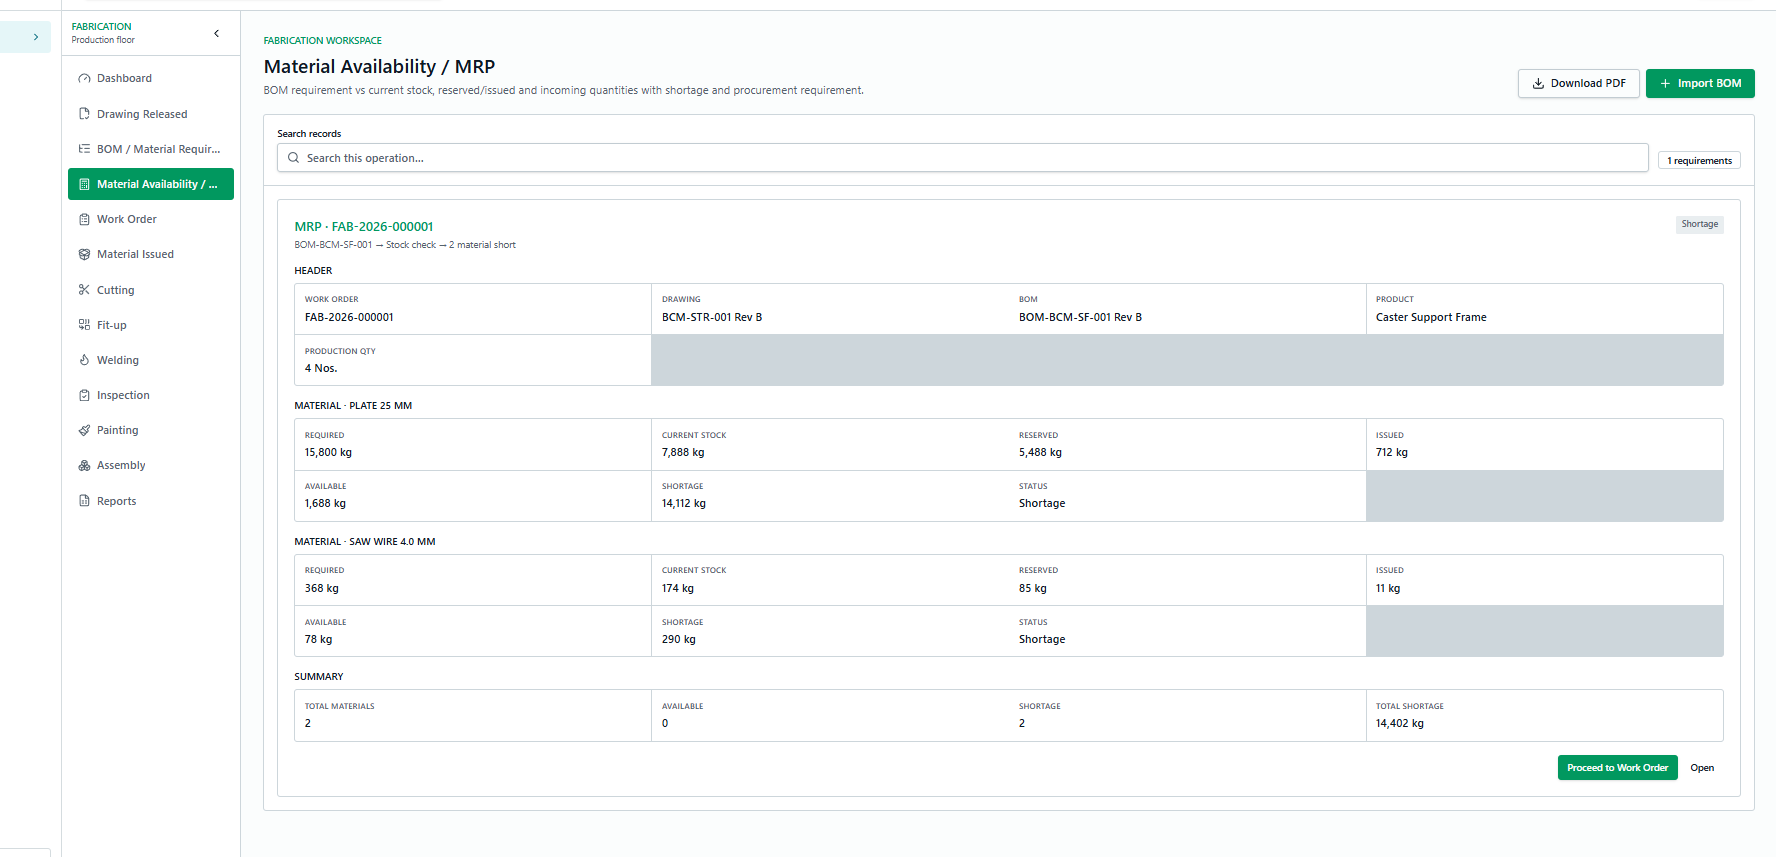 FABRICATION
Production floor
Dashboard
Drawing Released
BOM / Material Requir...
Material Availability / ...
Work Order
Material Issued
Cutting
Fit-up
Welding
Inspection
Painting
Assembly
Reports
FABRICATION WORKSPACE
Material Availability / MRP
BOM requirement vs current stock, reserved/issued and incoming quantities with shortage and procurement requirement.
Download PDF
Import BOM
Search records
Search this operation...
1 requirements
MRP · FAB-2026-000001
Shortage
BOM-BCM-SF-001 → Stock check → 2 material short
HEADER
WORK ORDER
FAB-2026-000001
DRAWING
BCM-STR-001 Rev B
BOM
BOM-BCM-SF-001 Rev B
PRODUCT
Caster Support Frame
PRODUCTION QTY
4 Nos.
MATERIAL · PLATE 25 MM
REQUIRED
15,800 kg
CURRENT STOCK
7,888 kg
RESERVED
5,488 kg
ISSUED
712 kg
AVAILABLE
1,688 kg
SHORTAGE
14,112 kg
STATUS
Shortage
MATERIAL · SAW WIRE 4.0 MM
REQUIRED
368 kg
CURRENT STOCK
174 kg
RESERVED
85 kg
ISSUED
11 kg
AVAILABLE
78 kg
SHORTAGE
290 kg
STATUS
Shortage
SUMMARY
TOTAL MATERIALS
2
AVAILABLE
0
SHORTAGE
2
TOTAL SHORTAGE
14,402 kg
Proceed to Work Order
Open